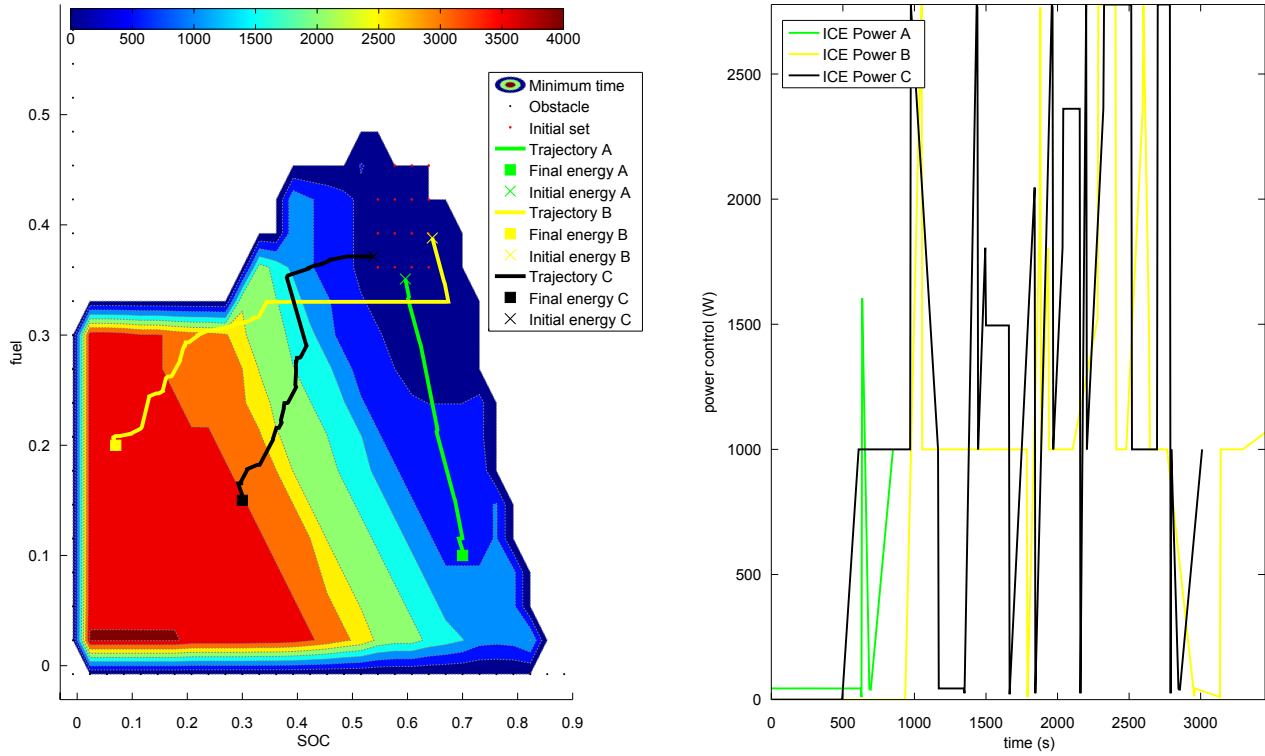 0 500 1000 1500 2000 2500 3000 3500 4000
Minimum time
Obstacle
Initial set
Trajectory A
Final energy A
Initial energy A
Trajectory B
Final energy B
Initial energy B
Trajectory C
Final energy C
Initial energy C
0.5
0.4
0.3
0.2
0.1
0
fuel
0 0.1 0.2 0.3 0.4 0.5 0.6 0.7 0.8 0.9
SOC
ICE Power A
ICE Power B
ICE Power C
2500
2000
1500
1000
500
0
power control (W)
0 500 1000 1500 2000 2500 3000
time (s)